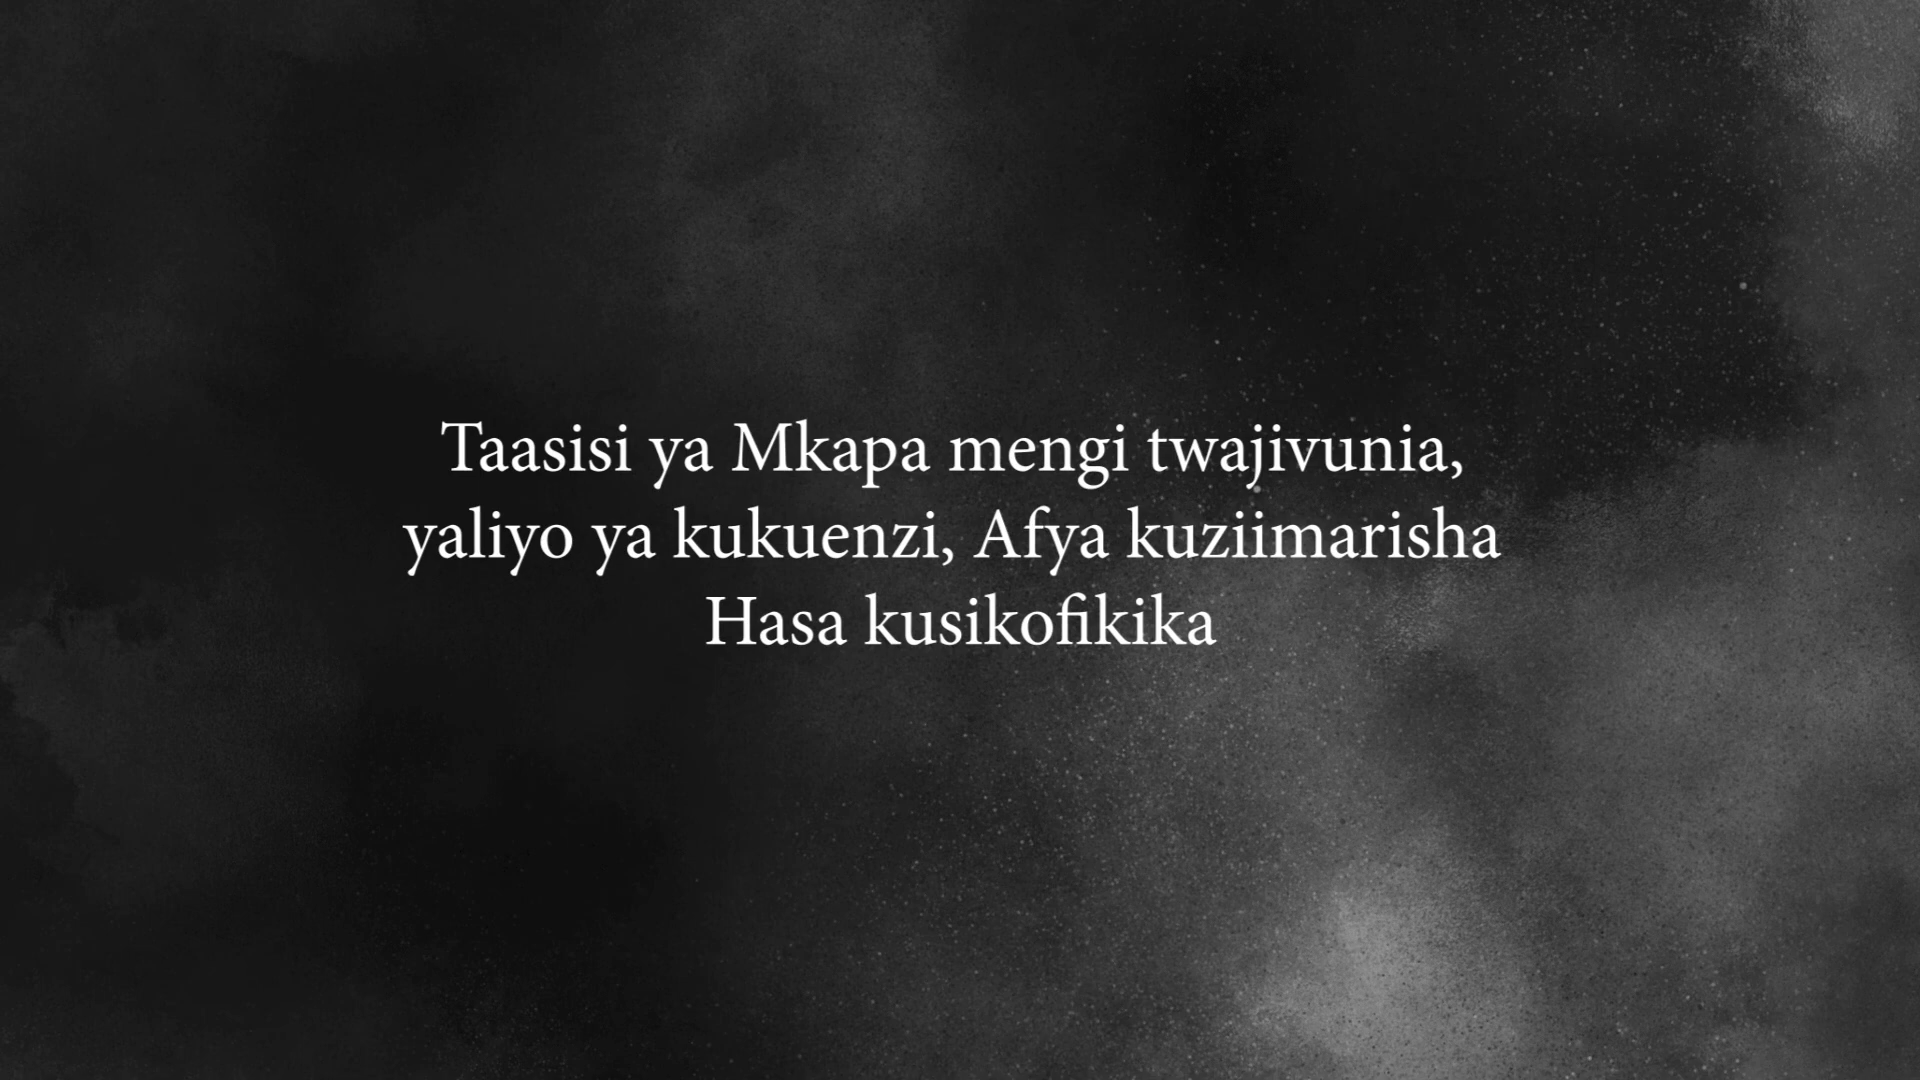 Taasisi ya Mkapa mengi twajivunia,
yaliyo ya kukuenzi, Afya kuziimarisha
Hasa kusikofikika